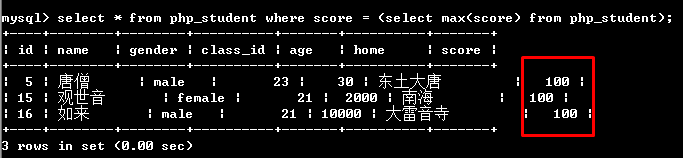 mysql> select * from php_student where score = (select max(score) from php_student);
+----+--------+--------+----------+-------+----------+-------+
| id | name   | gender | class_id | age   | home     | score |
+----+--------+--------+----------+-------+----------+-------+
|  5 | 唐僧   | male   |       23 |    30 | 东土大唐 |   100 |
| 15 | 观世音 | female |       21 |  2000 | 南海     |   100 |
| 16 | 如来   | male   |       21 | 10000 | 大雷音寺 |   100 |
+----+--------+--------+----------+-------+----------+-------+
3 rows in set (0.00 sec)